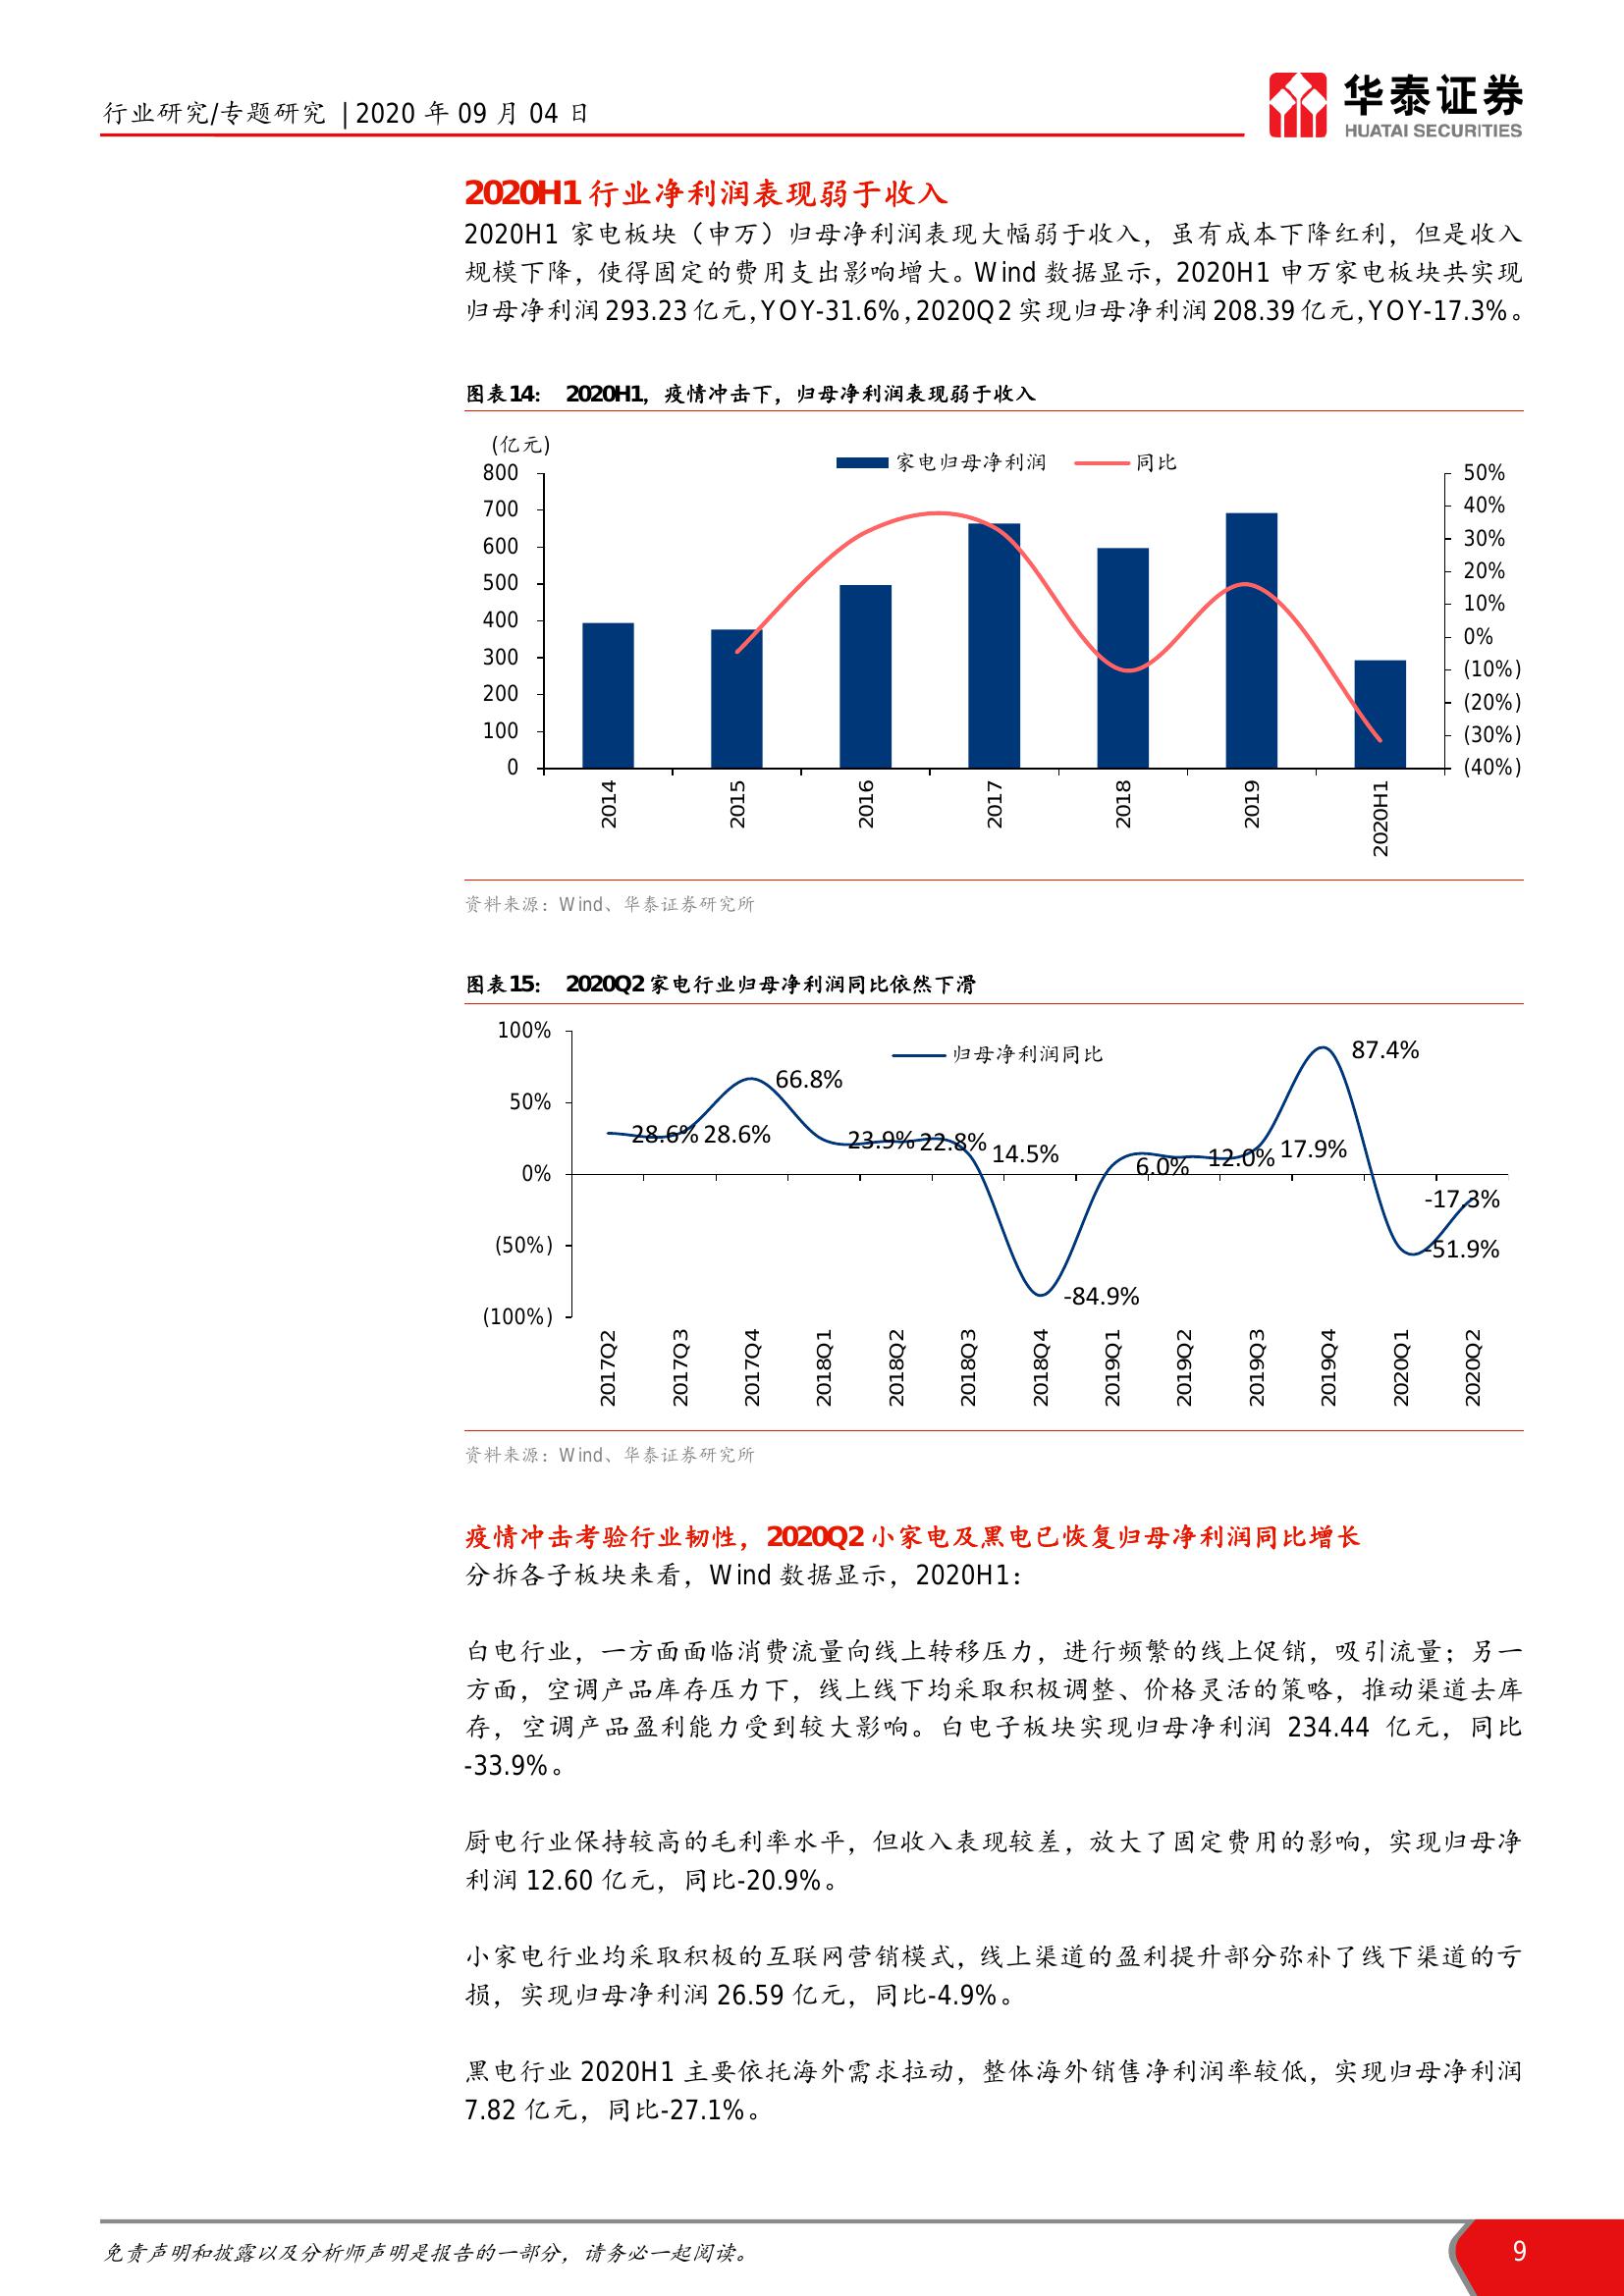 行业研究/专题研究 | 2020 年 09 月 04 日
华泰证券
HUATAI SECURITIES
2020H1 行业净利润表现弱于收入
2020H1 家电板块（申万）归母净利润表现大幅弱于收入，虽有成本下降红利，但是收入
规模下降，使得固定的费用支出影响增大。Wind 数据显示，2020H1 申万家电板块共实现
归母净利润 293.23 亿元，YOY-31.6%，2020Q2 实现归母净利润 208.39 亿元，YOY-17.3%。
图表14： 2020H1，疫情冲击下，归母净利润表现弱于收入
(亿元)
家电归母净利润 同比
800 50%
700 40%
600 30%
500 20%
400 10%
300 0%
200 (10%)
100 (20%)
0 (30%)
(40%)
2014 2015 2016 2017 2018 2019 2020H1
资料来源：Wind、华泰证券研究所
图表15： 2020Q2 家电行业归母净利润同比依然下滑
归母净利润同比
100%
50%
0%
(50%)
(100%)
28.6% 28.6% 66.8% 23.9% 22.8% 14.5% -84.9% 6.0% 12.0% 17.9% 87.4% -51.9% -17.3%
2017Q2 2017Q3 2017Q4 2018Q1 2018Q2 2018Q3 2018Q4 2019Q1 2019Q2 2019Q3 2019Q4 2020Q1 2020Q2
资料来源：Wind、华泰证券研究所
疫情冲击考验行业韧性，2020Q2 小家电及黑电已恢复归母净利润同比增长
分拆各子板块来看，Wind 数据显示，2020H1：
白电行业，一方面面临消费流量向线上转移压力，进行频繁的线上促销，吸引流量；另一
方面，空调产品库存压力下，线上线下均采取积极调整、价格灵活的策略，推动渠道去库
存，空调产品盈利能力受到较大影响。白电子板块实现归母净利润 234.44 亿元，同比
-33.9%。
厨电行业保持较高的毛利率水平，但收入表现较差，放大了固定费用的影响，实现归母净
利润 12.60 亿元，同比-20.9%。
小家电行业均采取积极的互联网营销模式，线上渠道的盈利提升部分弥补了线下渠道的亏
损，实现归母净利润 26.59 亿元，同比-4.9%。
黑电行业 2020H1 主要依托海外需求拉动，整体海外销售净利润率较低，实现归母净利润
7.82 亿元，同比-27.1%。
免责声明和披露以及分析师声明是报告的一部分，请务必一起阅读。
9